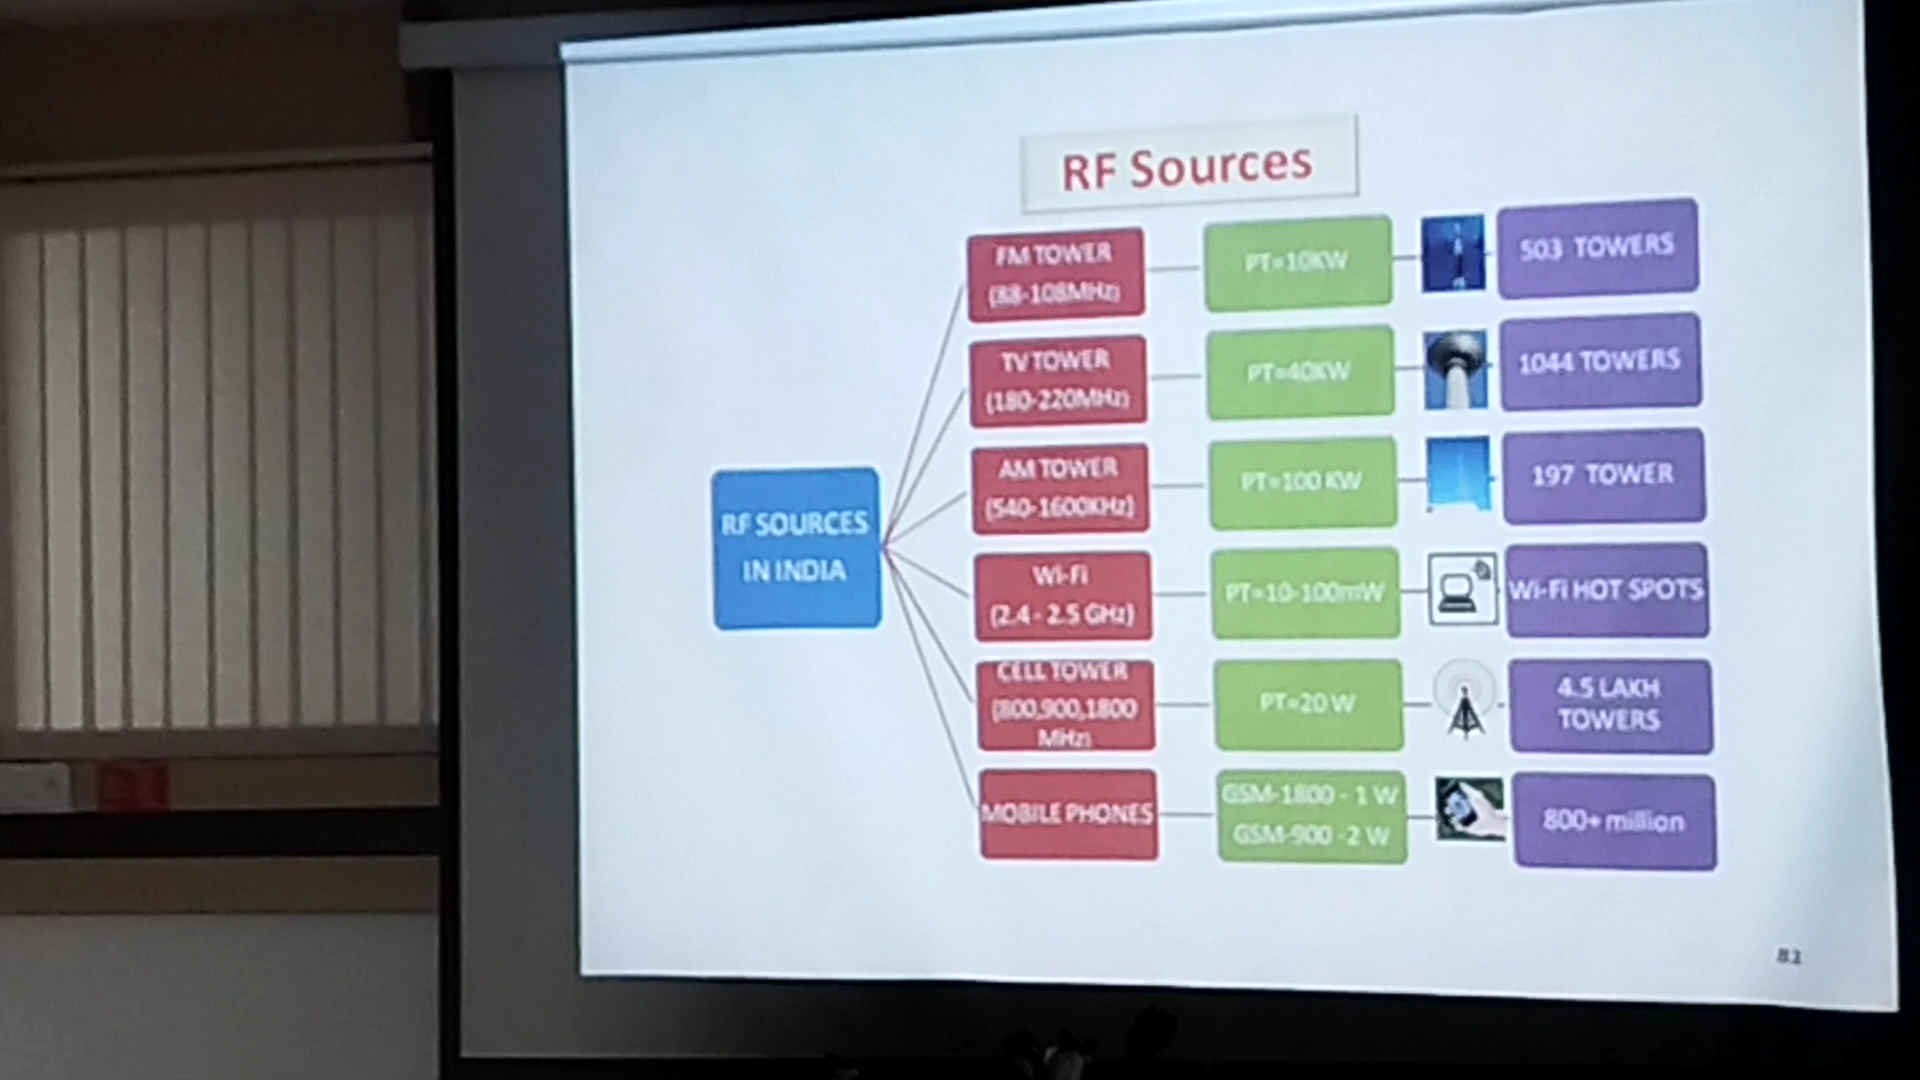 RF Sources
FM TOWER
(88-108MHz)
PT=10KW
503 TOWERS
TV TOWER
(180-220MHz)
PT=40KW
1044 TOWERS
AM TOWER
(540-1600KHz)
PT=100 KW
197 TOWER
RF SOURCES
IN INDIA
Wi-Fi
(2.4 - 2.5 GHz)
PT=10-100mW
Wi-Fi HOT SPOTS
CELL TOWER
(800,900,1800
MHz)
PT=20 W
4.5 LAKH
TOWERS
MOBILE PHONES
GSM-1800 - 1 W
GSM-900 -2 W
800+ million